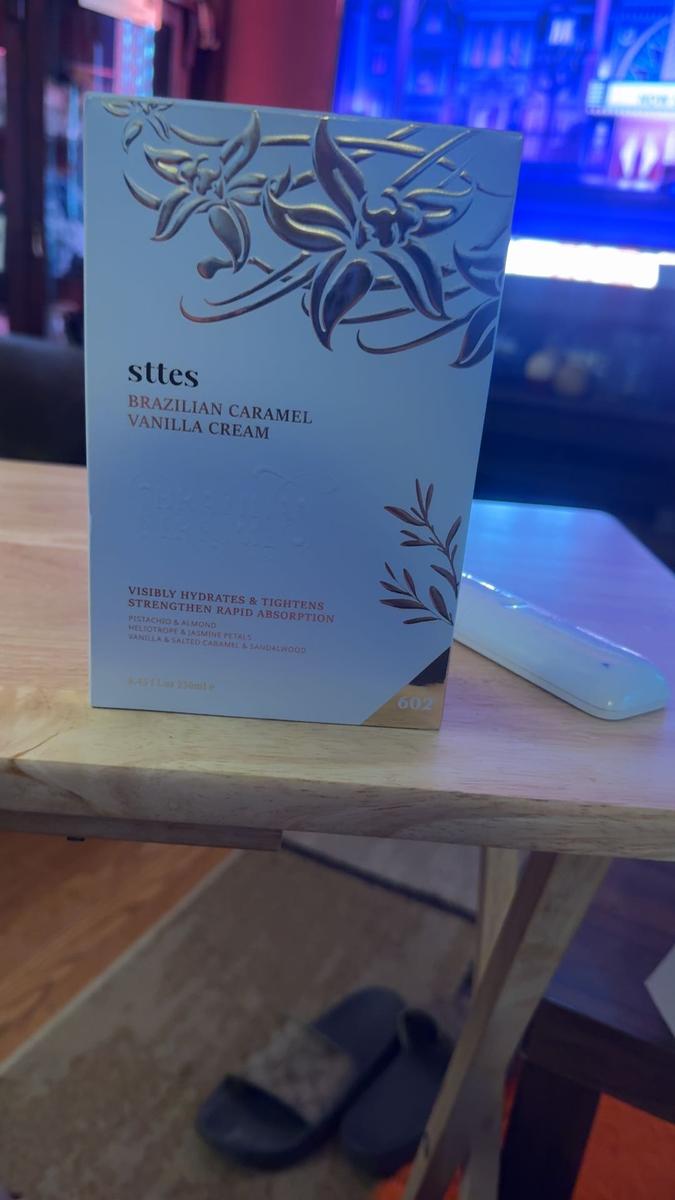 sttes
BRAZILIAN CARAMEL
VANILLA CREAM
VISIBLY HYDRATES & TIGHTENS
STRENGTHEN RAPID ABSORPTION
PISTACHIO & ALMOND
HELIOTROPE & JASMINE PETALS
VANILLA & SALTED CARAMEL & SANDALWOOD
250ml e
602